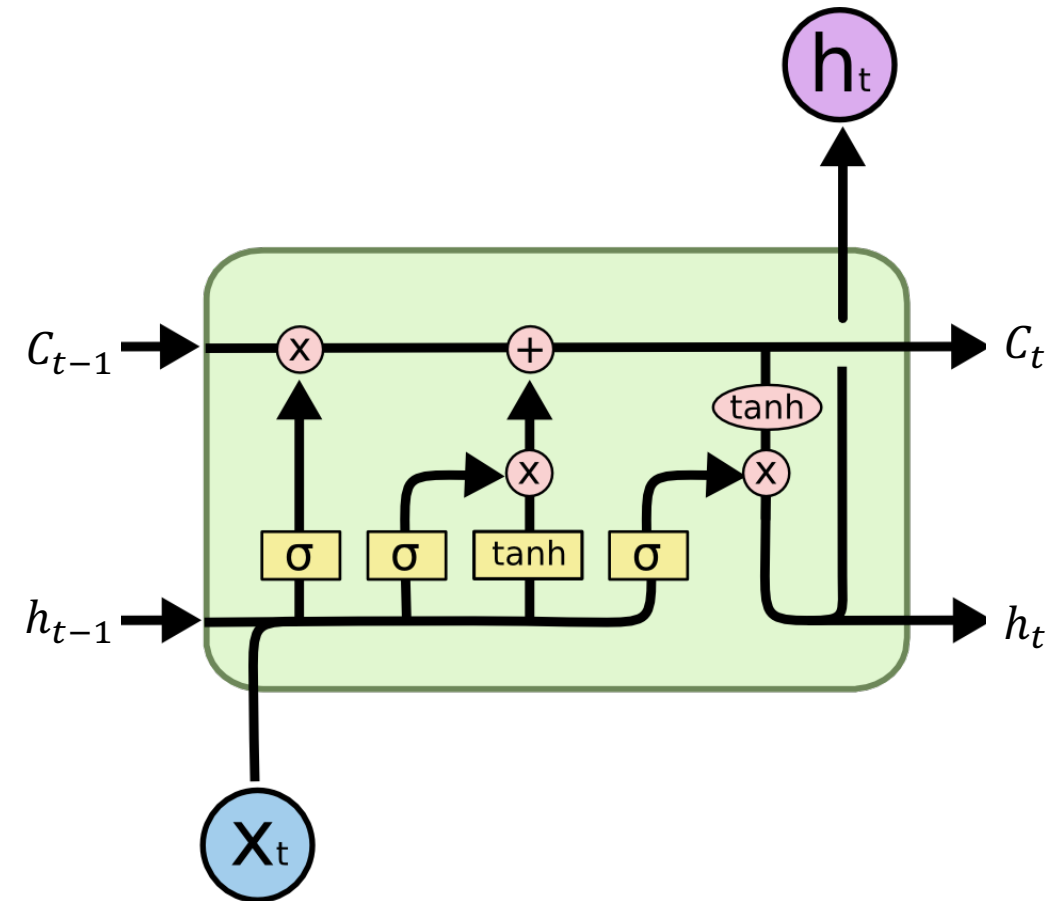 hₜ
Cₜ₋₁ x + Cₜ
tanh
x x
σ σ tanh σ
hₜ₋₁ hₜ
xₜ